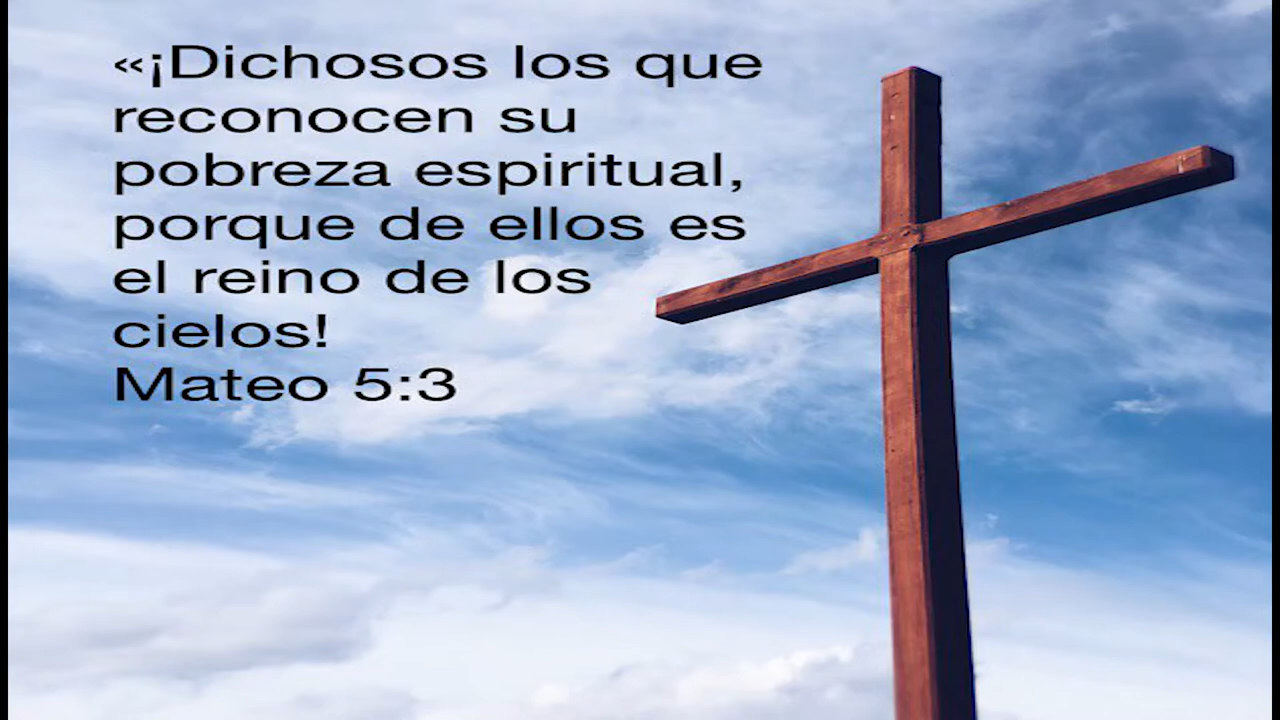 «¡Dichosos los que
reconocen su
pobreza espiritual,
porque de ellos es
el reino de los
cielos!
Mateo 5:3